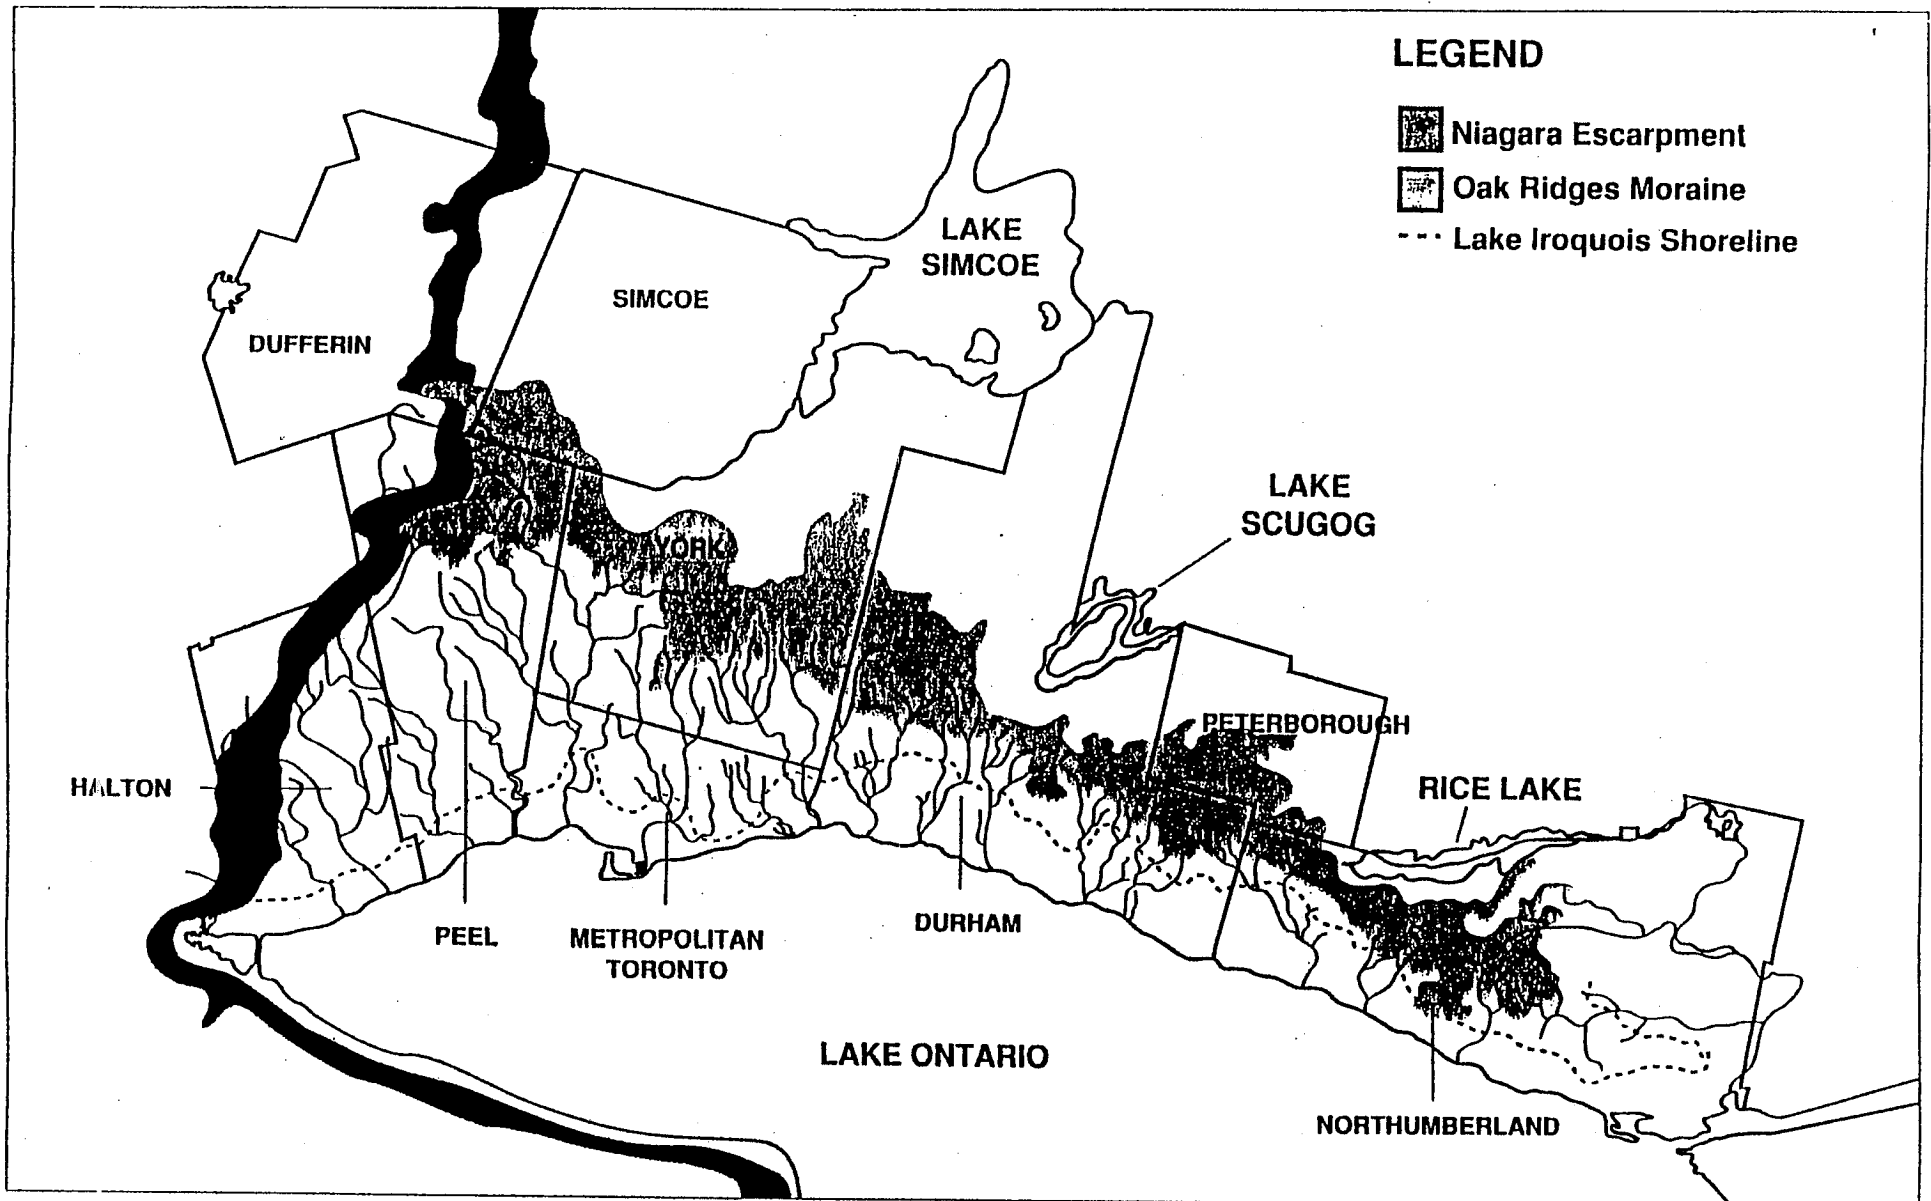 LEGEND
Niagara Escarpment
Oak Ridges Moraine
Lake Iroquois Shoreline
LAKE
SIMCOE
SIMCOE
DUFFERIN
LAKE
SCUGOG
YORK
PETERBOROUGH
HALTON
RICE LAKE
PEEL
METROPOLITAN
TORONTO
DURHAM
LAKE ONTARIO
NORTHUMBERLAND